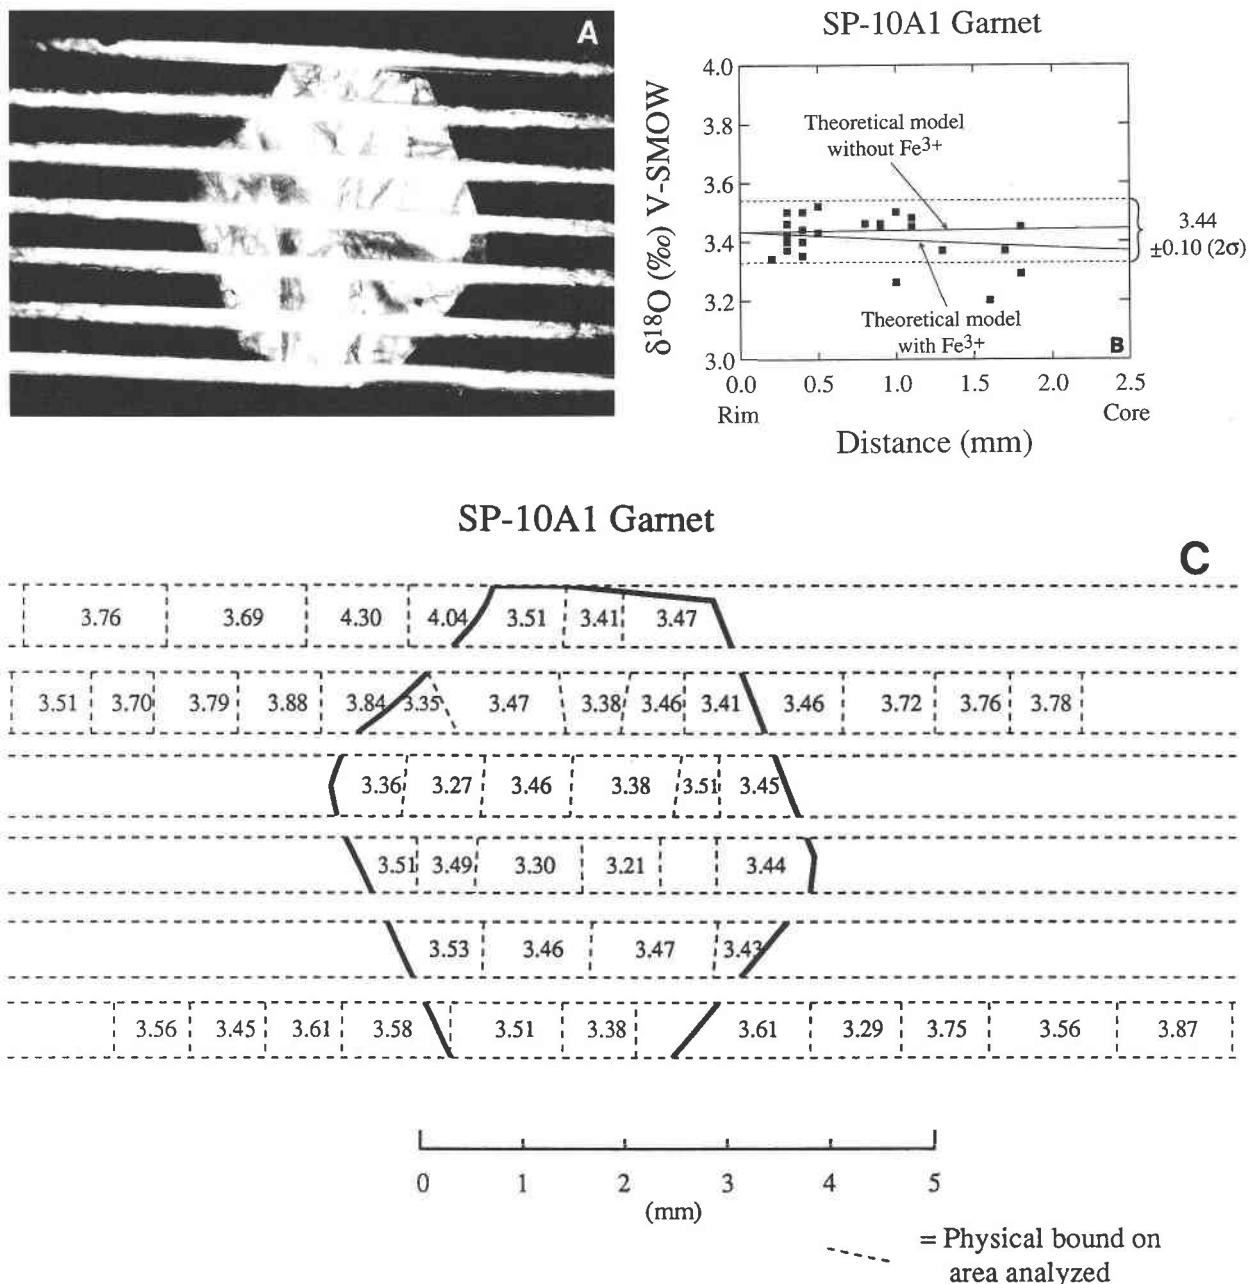 A
SP-10A1 Garnet
δ18O (‰) V-SMOW
4.0
3.8
3.6
3.4
3.2
3.0
Theoretical model
without Fe3+
3.44
±0.10 (2σ)
Theoretical model
with Fe3+
B
0.0 0.5 1.0 1.5 2.0 2.5
Rim Core
Distance (mm)
SP-10A1 Garnet
C
3.76 3.69 4.30 4.04 3.51 3.41 3.47
3.51 3.70 3.79 3.88 3.84 3.35 3.47 3.38 3.46 3.41 3.46 3.72 3.76 3.78
3.36 3.27 3.46 3.38 3.51 3.45
3.51 3.49 3.30 3.21 3.44
3.53 3.46 3.47 3.43
3.56 3.45 3.61 3.58 3.51 3.38 3.61 3.29 3.75 3.56 3.87
0 1 2 3 4 5
(mm)
= Physical bound on
area analyzed